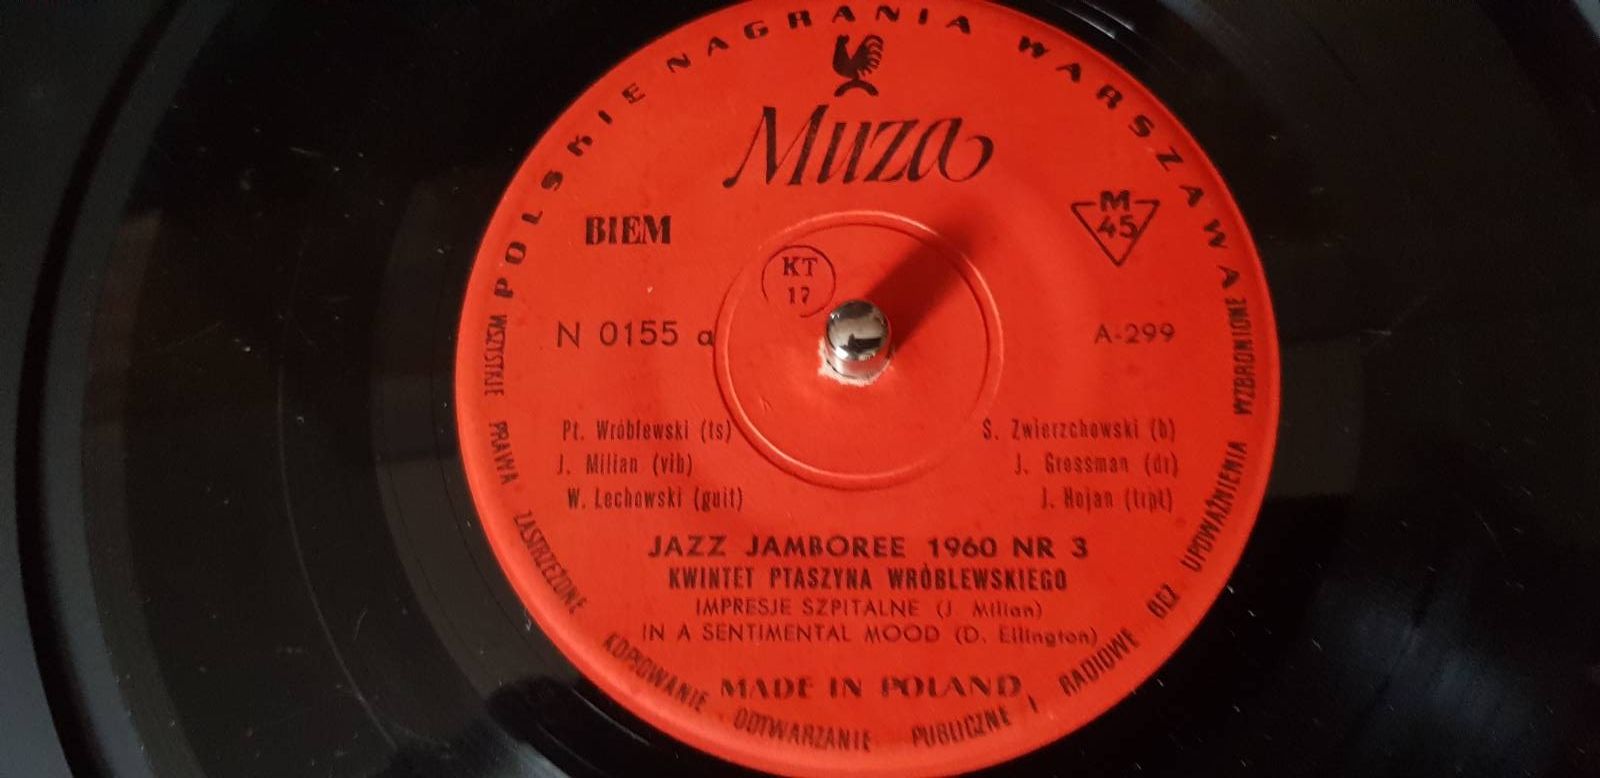 POLSKIE NAGRANIA WARSZAWA
Muza
BIEM
M
45
KT
17
N 0155 a
A-299
Pt. Wróblewski (ts)
S. Zwierzchowski (b)
J. Milian (vib)
J. Grossman (dr)
W. Lechowski (guit)
J. Hojan (trpt)
JAZZ JAMBOREE 1960 NR 3
KWINTET PTASZYNA WRÓBLEWSKIEGO
IMPRESJE SZPITALNE (J. Milian)
IN A SENTIMENTAL MOOD (D. Ellington)
MADE IN POLAND
WSZYSTKIE PRAWA ZASTRZEŻONE KOPIOWANIE ODTWARZANIE PUBLICZNE I RADIOWE BEZ UPOWAŻNIENIA WZBRONIONE